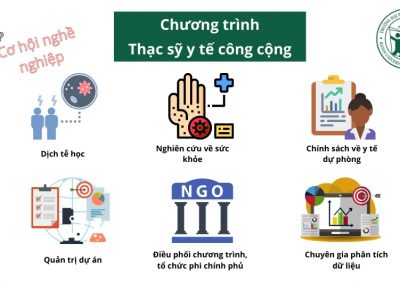 Chương trình
Thạc sỹ y tế công cộng
?
Cơ hội nghề
nghiệp
Dịch tễ học
Nghiên cứu về sức
khỏe
Chính sách về y tế
dự phòng
NGO
Quản trị dự án
Điều phối chương trình,
tổ chức phi chính phủ
Chuyên gia phân tích
dữ liệu